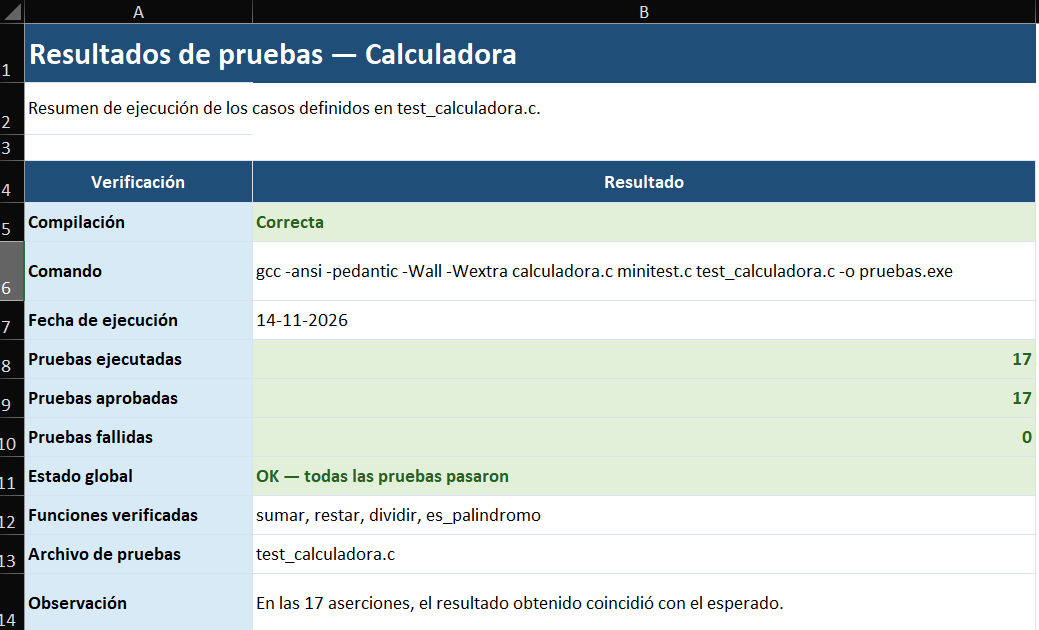 A B
1 Resultados de pruebas — Calculadora
2 Resumen de ejecución de los casos definidos en test_calculadora.c.
3
4 Verificación Resultado
5 Compilación Correcta
6 Comando gcc -ansi -pedantic -Wall -Wextra calculadora.c minitest.c test_calculadora.c -o pruebas.exe
7 Fecha de ejecución 14-11-2026
8 Pruebas ejecutadas 17
9 Pruebas aprobadas 17
10 Pruebas fallidas 0
11 Estado global OK — todas las pruebas pasaron
12 Funciones verificadas sumar, restar, dividir, es_palindromo
13 Archivo de pruebas test_calculadora.c
14 Observación En las 17 aserciones, el resultado obtenido coincidió con el esperado.